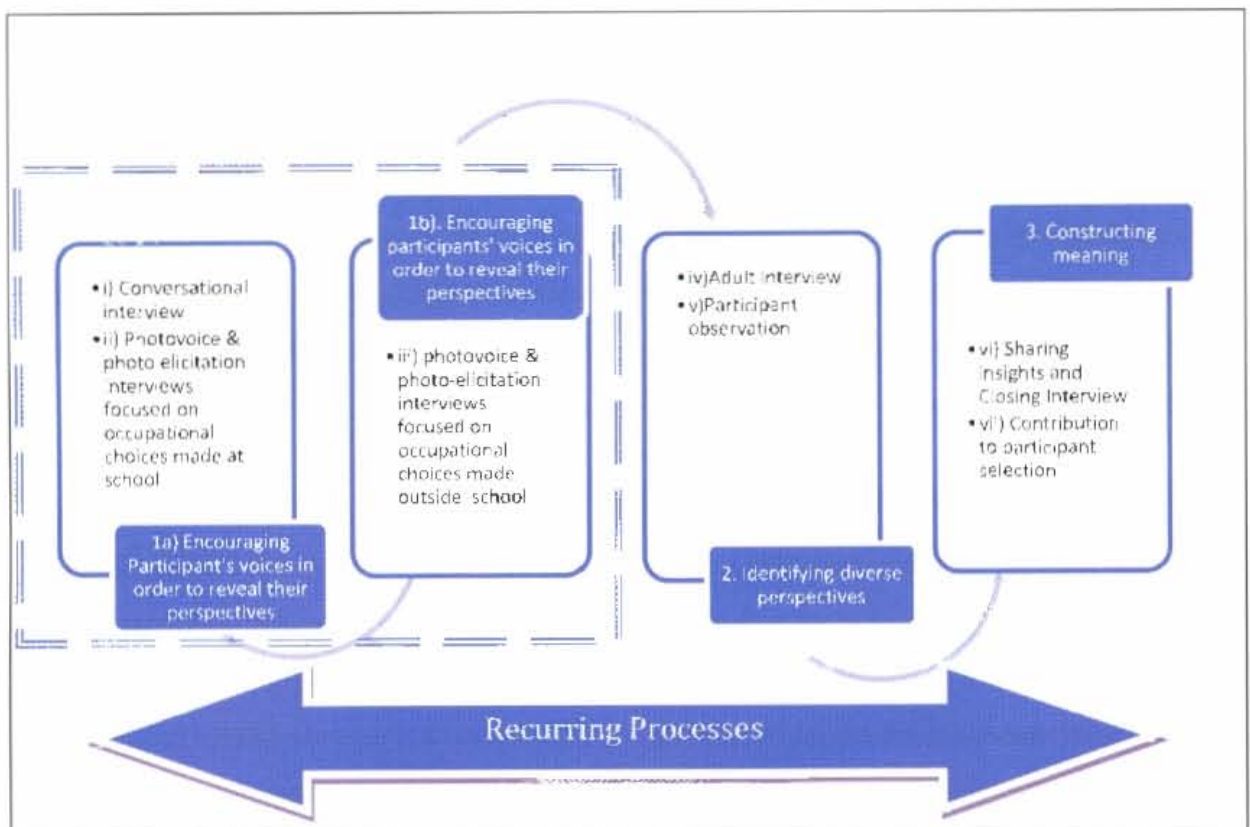 • i) Conversational
interview
• ii) Photovoice &
photo elicitation
interviews
focused on
occupational
choices made at
school
1a) Encouraging
Participant's voices in
order to reveal their
perspectives
1b). Encouraging
participants' voices in
order to reveal their
perspectives
• iii) photovoice &
photo-elicitation
interviews
focused on
occupational
choices made
outside school
• iv)Adult Interview
• v)Participant
observation
2. Identifying diverse
perspectives
3. Constructing
meaning
• vi) Sharing
insights and
Closing Interview
• vii) Contribution
to participant
selection
Recurring Processes